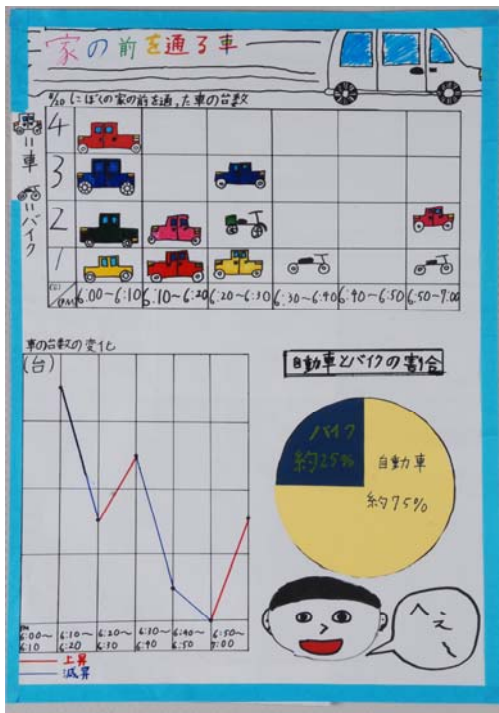 家の前を通る車
8/20にぼくの家の前を通った車の台数
=車
=バイク
4
3
2
1
(台)/(PM) 6:00~6:10 6:10~6:20 6:20~6:30 6:30~6:40 6:40~6:50 6:50~7:00
車の台数の変化
(台)
6:00~6:10 6:10~6:20 6:20~6:30 6:30~6:40 6:40~6:50 6:50~7:00
上昇
減昇
自動車とバイクの割合
バイク
約25%
自動車
約75%
へぇ~